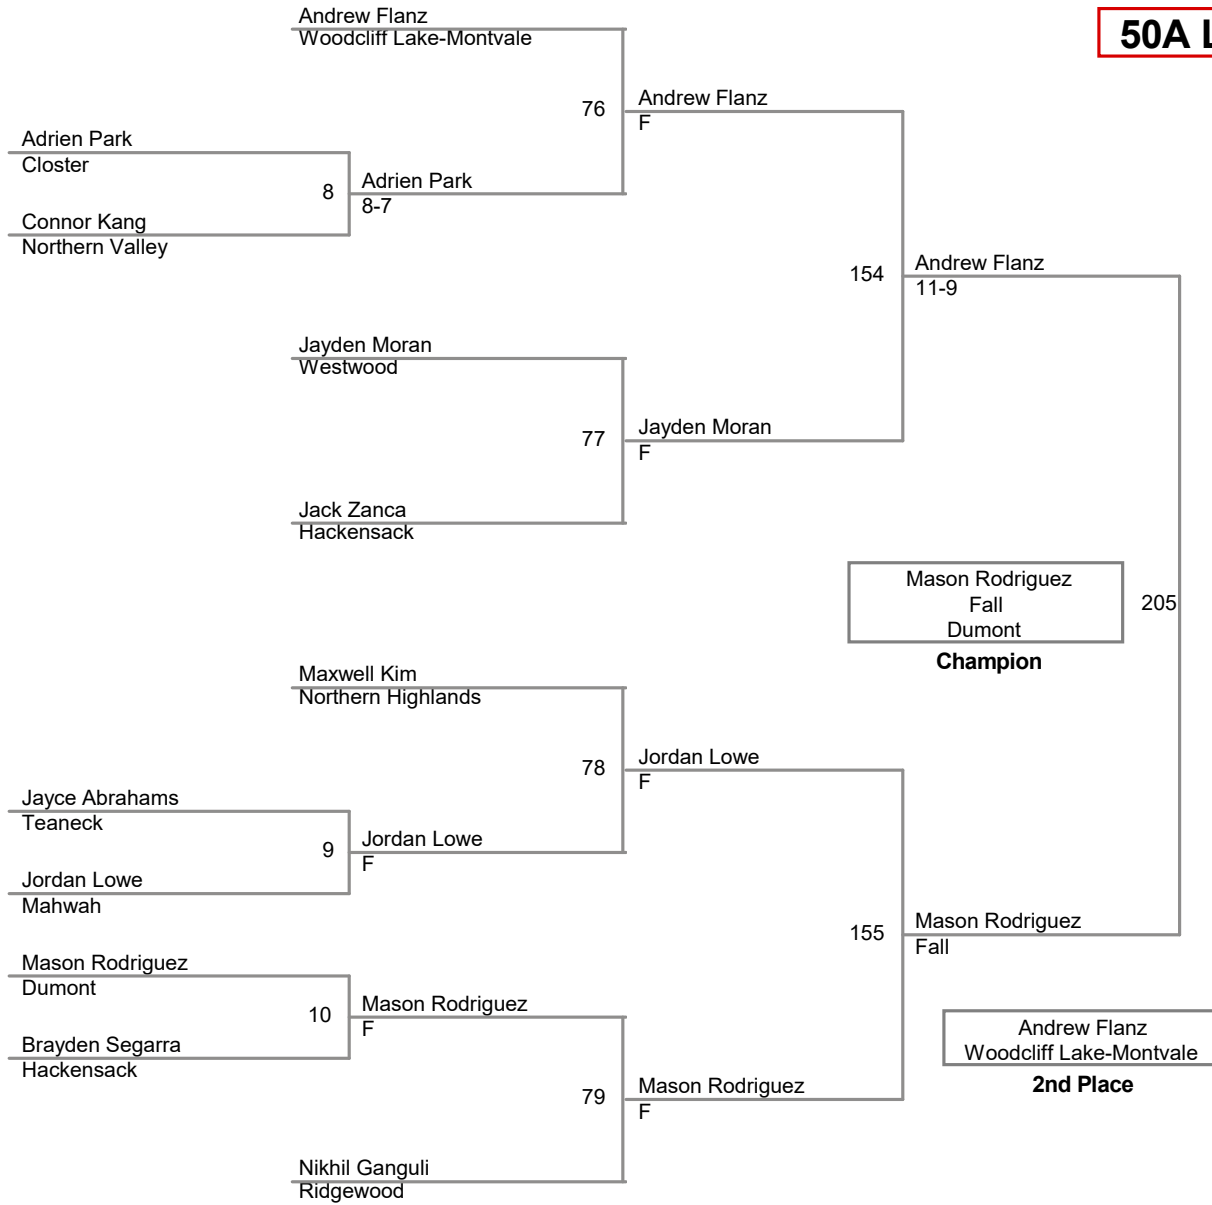 Andrew Flanz
Woodcliff Lake-Montvale
50A L
76
Andrew Flanz
F
Adrien Park
Closter
8
Adrien Park
8-7
Connor Kang
Northern Valley
154
Andrew Flanz
11-9
Jayden Moran
Westwood
77
Jayden Moran
F
Jack Zanca
Hackensack
Mason Rodriguez
Fall
Dumont
205
Champion
Maxwell Kim
Northern Highlands
78
Jordan Lowe
F
Jayce Abrahams
Teaneck
9
Jordan Lowe
F
Jordan Lowe
Mahwah
155
Mason Rodriguez
Fall
Mason Rodriguez
Dumont
10
Mason Rodriguez
F
Brayden Segarra
Hackensack
Andrew Flanz
Woodcliff Lake-Montvale
2nd Place
79
Mason Rodriguez
F
Nikhil Ganguli
Ridgewood